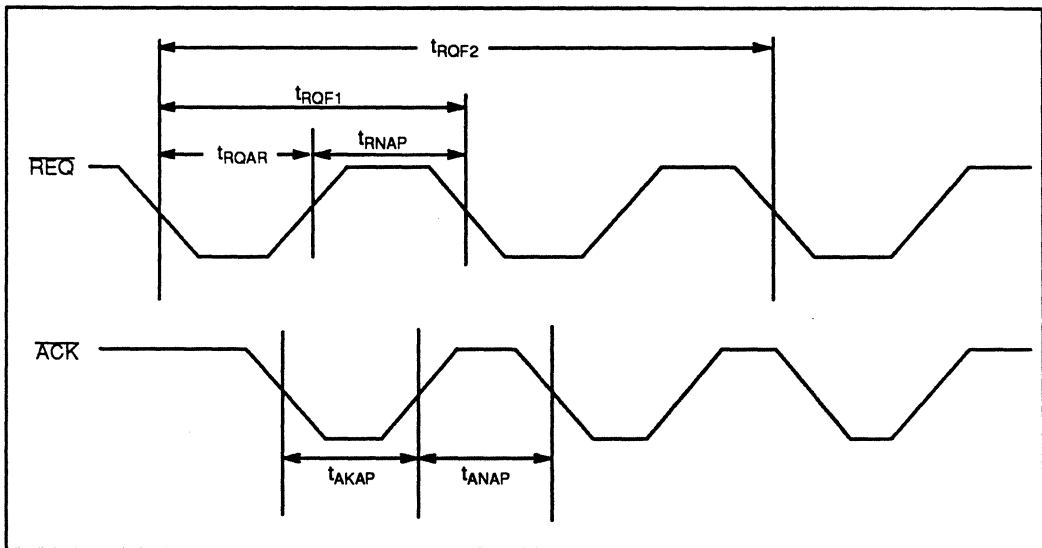 tRQF2
tRQF1
tRQAR
tRNAP
REQ
ACK
tAKAP
tANAP